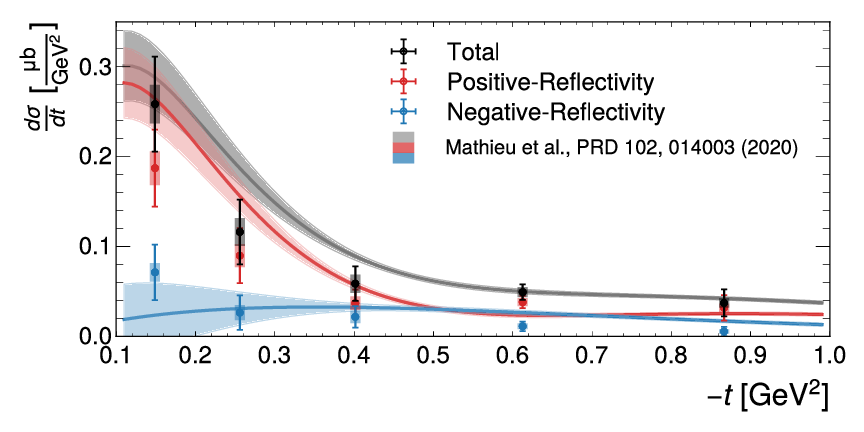 dσ/dt [μb/GeV²]
Total
Positive-Reflectivity
Negative-Reflectivity
Mathieu et al., PRD 102, 014003 (2020)
0.3
0.2
0.1
0.0
0.1 0.2 0.3 0.4 0.5 0.6 0.7 0.8 0.9 1.0
−t [GeV²]